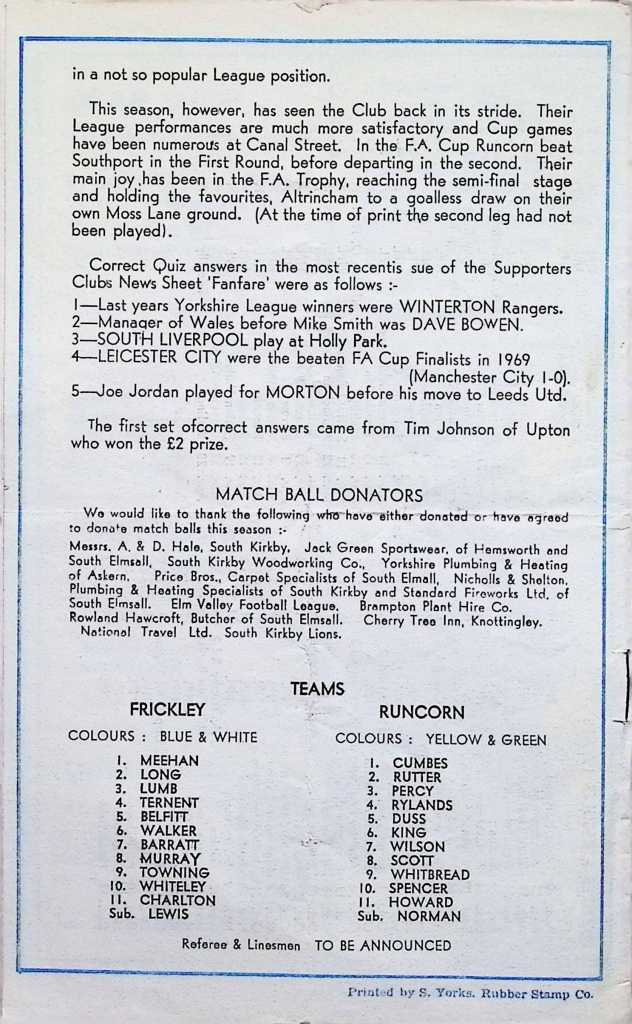 in a not so popular League position.
This season, however, has seen the Club back in its stride. Their
League performances are much more satisfactory and Cup games
have been numerous at Canal Street. In the F.A. Cup Runcorn beat
Southport in the First Round, before departing in the second. Their
main joy has been in the F.A. Trophy, reaching the semi-final stage
and holding the favourites, Altrincham to a goalless draw on their
own Moss Lane ground. (At the time of print the second leg had not
been played).
Correct Quiz answers in the most recentis sue of the Supporters
Clubs News Sheet 'Fanfare' were as follows :-
1—Last years Yorkshire League winners were WINTERTON Rangers.
2—Manager of Wales before Mike Smith was DAVE BOWEN.
3—SOUTH LIVERPOOL play at Holly Park.
4—LEICESTER CITY were the beaten FA Cup Finalists in 1969
(Manchester City 1-0).
5—Joe Jordan played for MORTON before his move to Leeds Utd.
The first set ofcorrect answers came from Tim Johnson of Upton
who won the £2 prize.
MATCH BALL DONATORS
We would like to thank the following who have either donated or have agreed
to donate match balls this season :-
Messrs. A. & D. Hale, South Kirkby, Jack Green Sportswear, of Hemsworth and
South Elmsall, South Kirkby Woodworking Co., Yorkshire Plumbing & Heating
of Askern, Price Bros., Carpet Specialists of South Elmall, Nicholls & Shelton,
Plumbing & Heating Specialists of South Kirkby and Standard Fireworks Ltd. of
South Elmsall. Elm Valley Football League. Brampton Plant Hire Co.
Rowland Hawcroft, Butcher of South Elmsall. Cherry Tree Inn, Knottingley.
National Travel Ltd. South Kirkby Lions.
TEAMS
FRICKLEY
COLOURS : BLUE & WHITE
1. MEEHAN
2. LONG
3. LUMB
4. TERNENT
5. BELFITT
6. WALKER
7. BARRATT
8. MURRAY
9. TOWNING
10. WHITELEY
11. CHARLTON
Sub. LEWIS
RUNCORN
COLOURS : YELLOW & GREEN
1. CUMBES
2. RUTTER
3. PERCY
4. RYLANDS
5. DUSS
6. KING
7. WILSON
8. SCOTT
9. WHITBREAD
10. SPENCER
11. HOWARD
Sub. NORMAN
Referee & Linesmen TO BE ANNOUNCED
Printed by S. Yorks. Rubber Stamp Co.